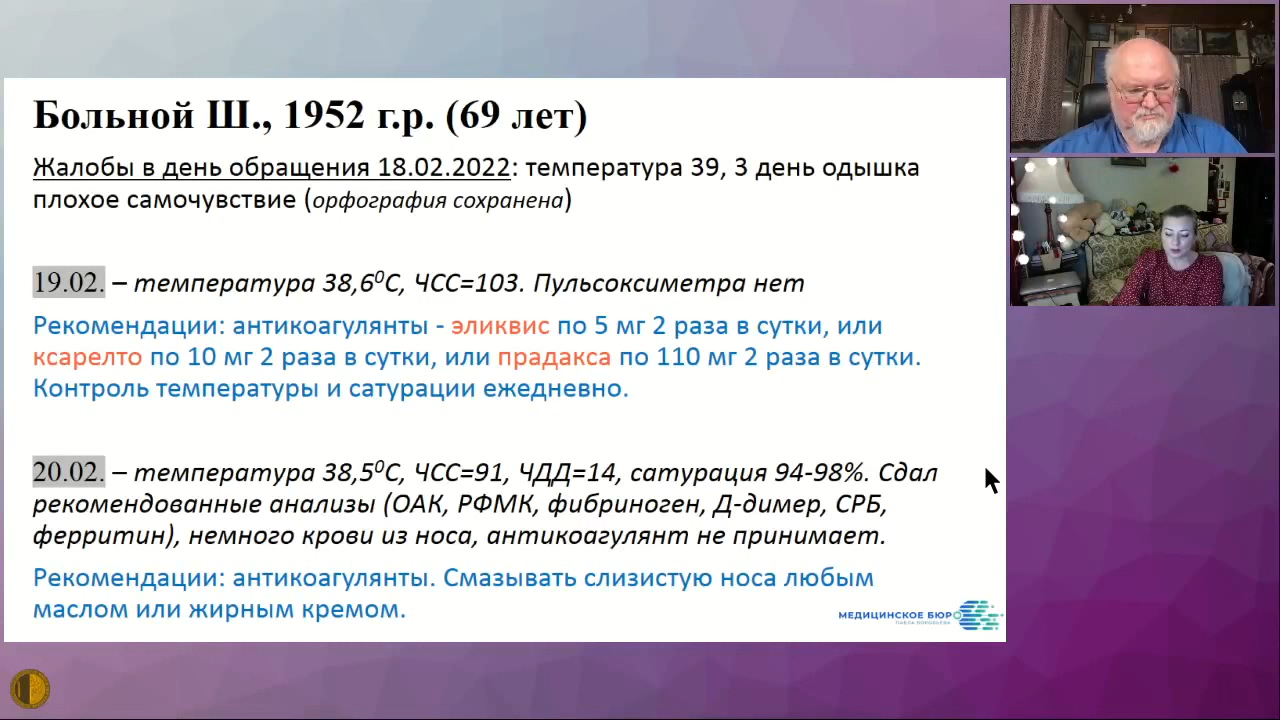 Больной Ш., 1952 г.р. (69 лет)
Жалобы в день обращения 18.02.2022: температура 39, 3 день одышка
плохое самочувствие (орфография сохранена)
19.02. – температура 38,6⁰С, ЧСС=103. Пульсоксиметра нет
Рекомендации: антикоагулянты - эликвис по 5 мг 2 раза в сутки, или
ксарелто по 10 мг 2 раза в сутки, или прадакса по 110 мг 2 раза в сутки.
Контроль температуры и сатурации ежедневно.
20.02. – температура 38,5⁰С, ЧСС=91, ЧДД=14, сатурация 94-98%. Сдал
рекомендованные анализы (ОАК, РФМК, фибриноген, Д-димер, СРБ,
ферритин), немного крови из носа, антикоагулянт не принимает.
Рекомендации: антикоагулянты. Смазывать слизистую носа любым
маслом или жирным кремом.
МЕДИЦИНСКОЕ БЮРО
ПАВЛА ВОРОБЬЕВА